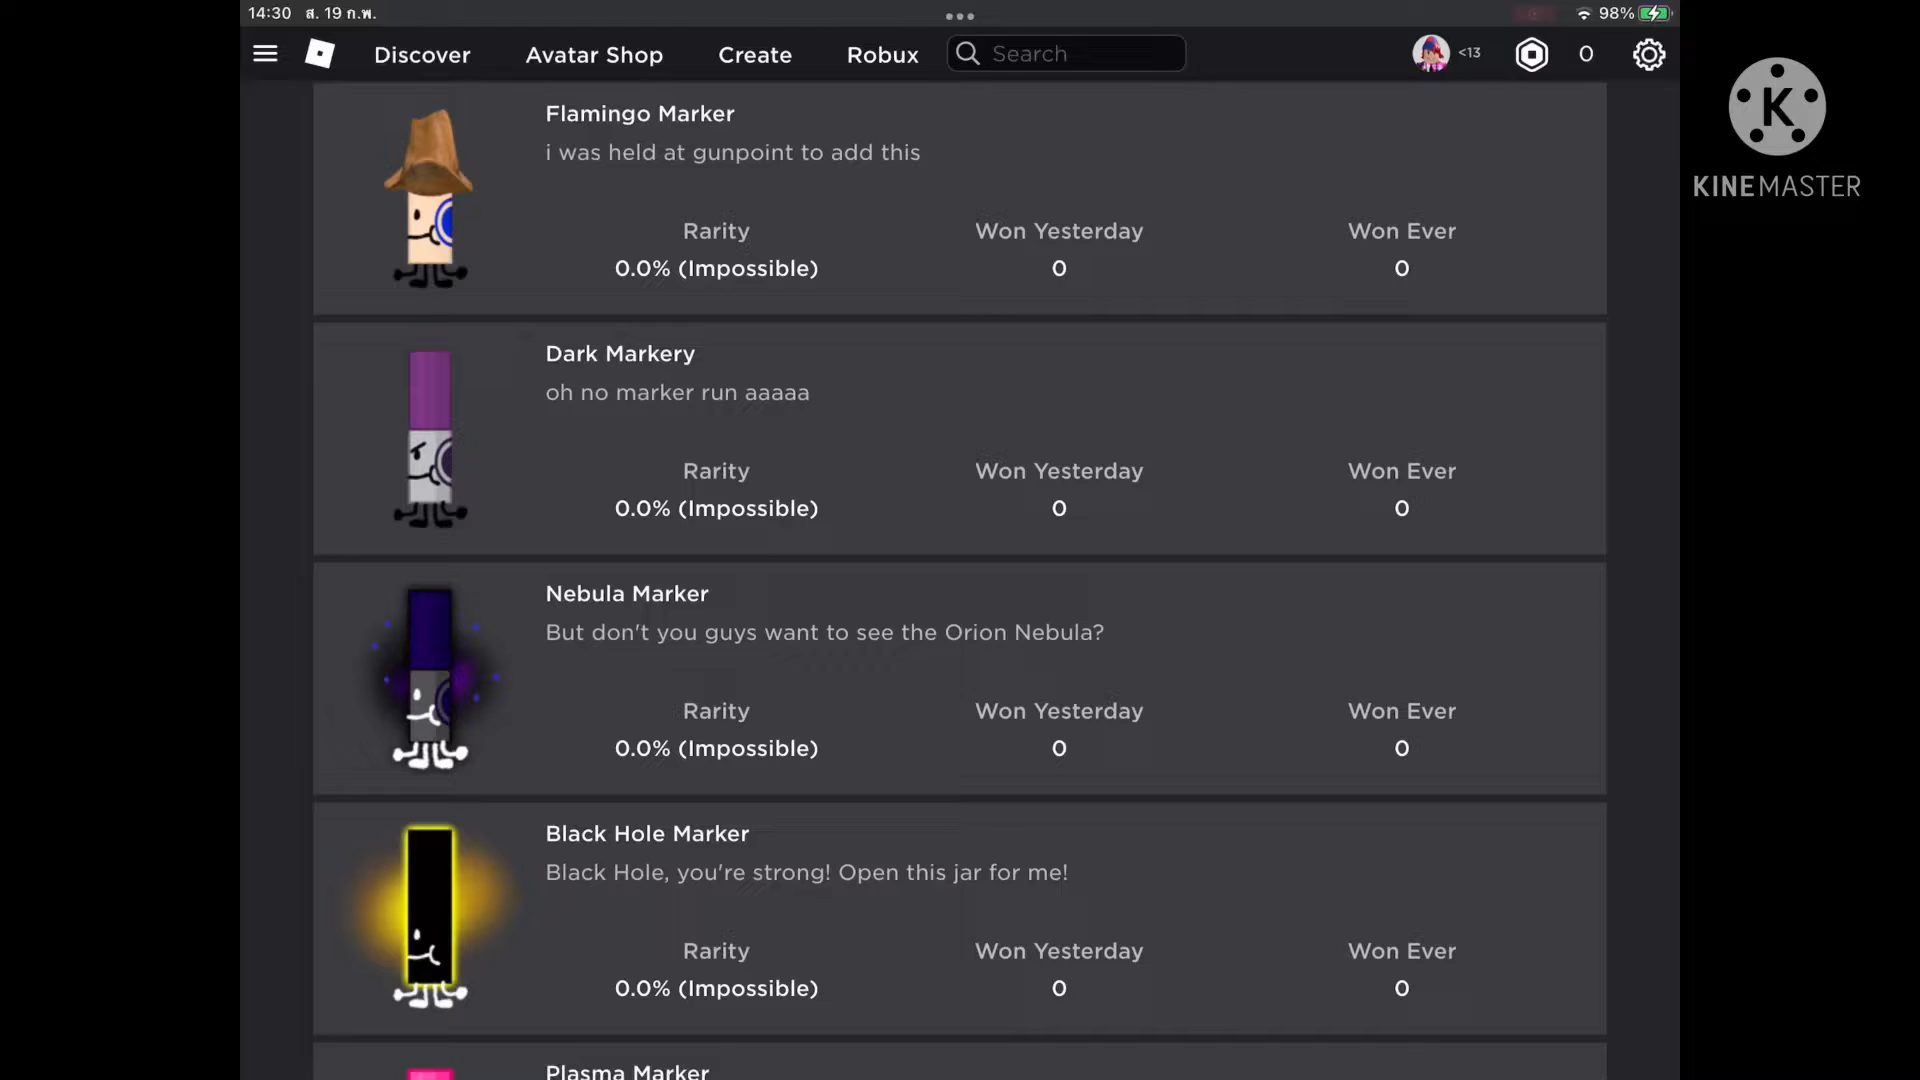 14:30 ส. 19 ก.พ.
98%
Discover Avatar Shop Create Robux Search <13 0
KINEMASTER
Flamingo Marker
i was held at gunpoint to add this
Rarity Won Yesterday Won Ever
0.0% (Impossible) 0 0
Dark Markery
oh no marker run aaaaa
Rarity Won Yesterday Won Ever
0.0% (Impossible) 0 0
Nebula Marker
But don't you guys want to see the Orion Nebula?
Rarity Won Yesterday Won Ever
0.0% (Impossible) 0 0
Black Hole Marker
Black Hole, you're strong! Open this jar for me!
Rarity Won Yesterday Won Ever
0.0% (Impossible) 0 0
Plasma Marker